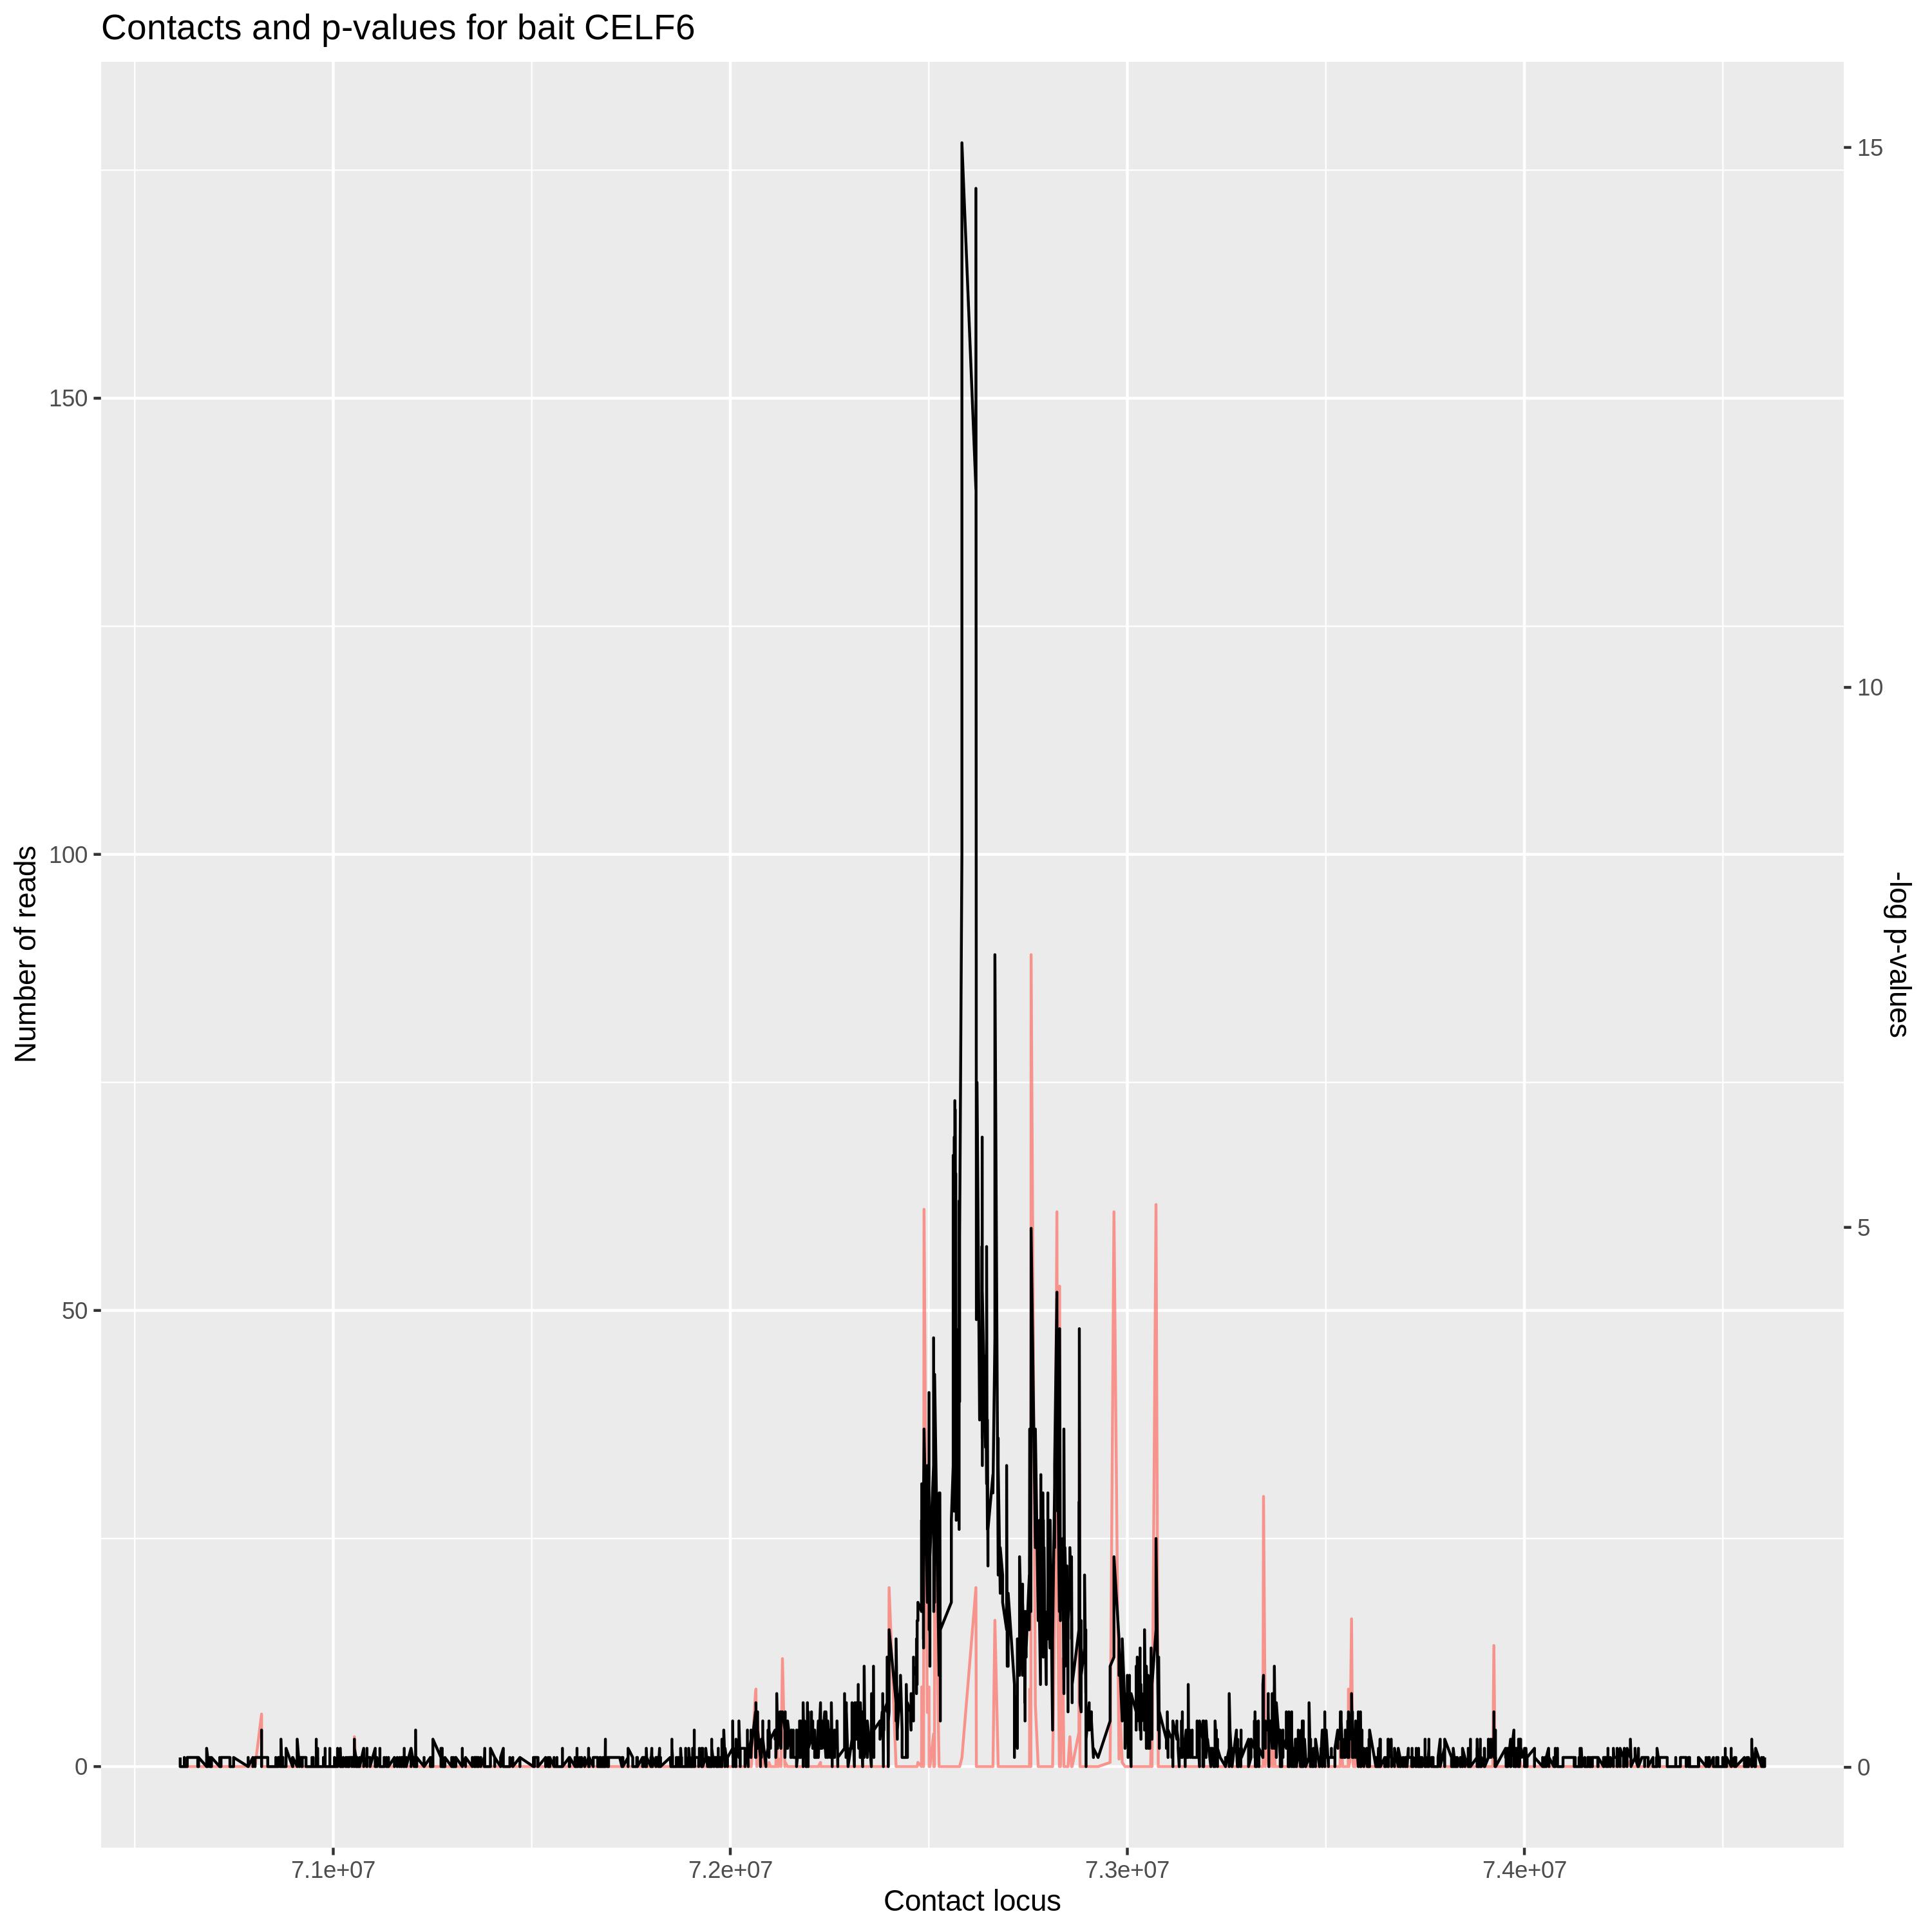 Contacts and p-values for bait CELF6
Number of reads
150
100
50
0
15
10
5
0
-log p-values
7.1e+07 7.2e+07 7.3e+07 7.4e+07
Contact locus